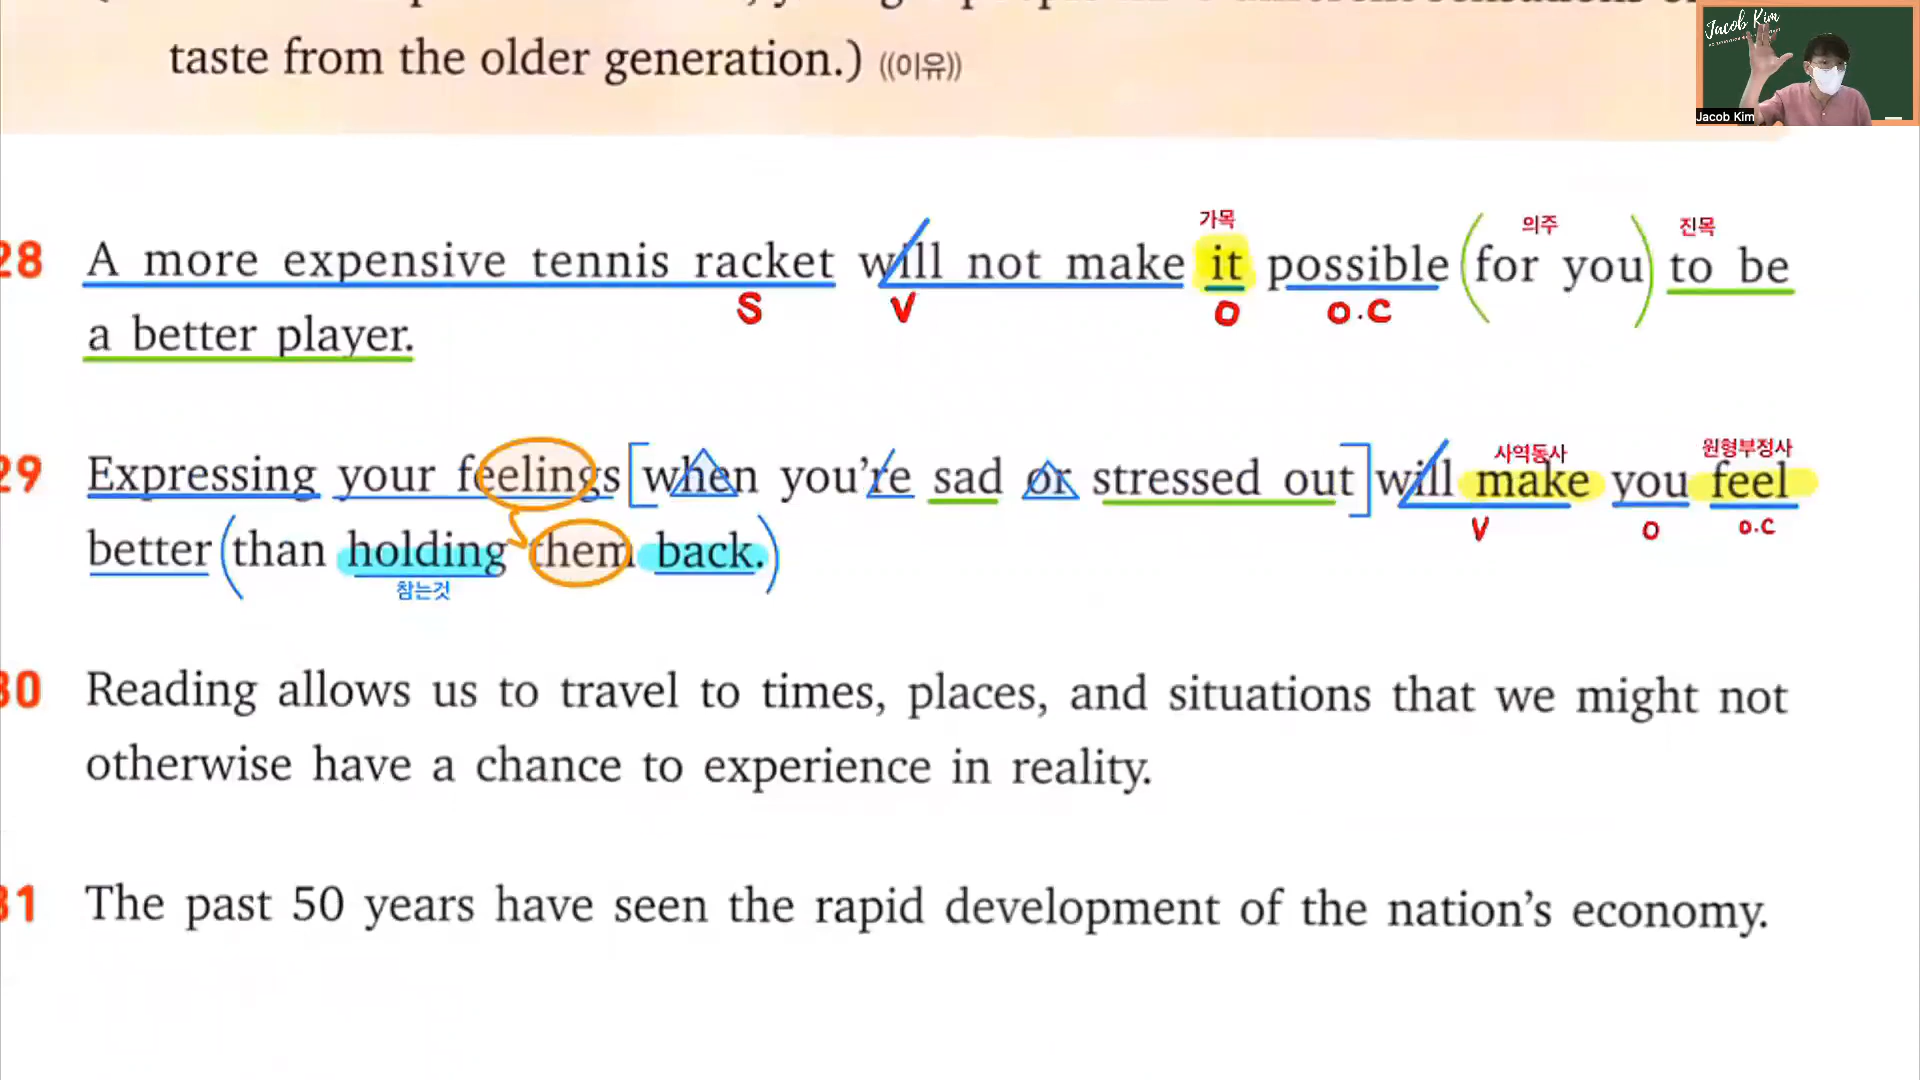 taste from the older generation.) ((이유))
Jacob Kim
Jacob Kim
가목 의주 진목
28 A more expensive tennis racket will not make it possible (for you) to be
S V O O.C
a better player.
사역동사 원형부정사
29 Expressing your feelings [when you're sad or stressed out] will make you feel
V O O.C
better (than holding them back.)
참는것
30 Reading allows us to travel to times, places, and situations that we might not
otherwise have a chance to experience in reality.
31 The past 50 years have seen the rapid development of the nation's economy.